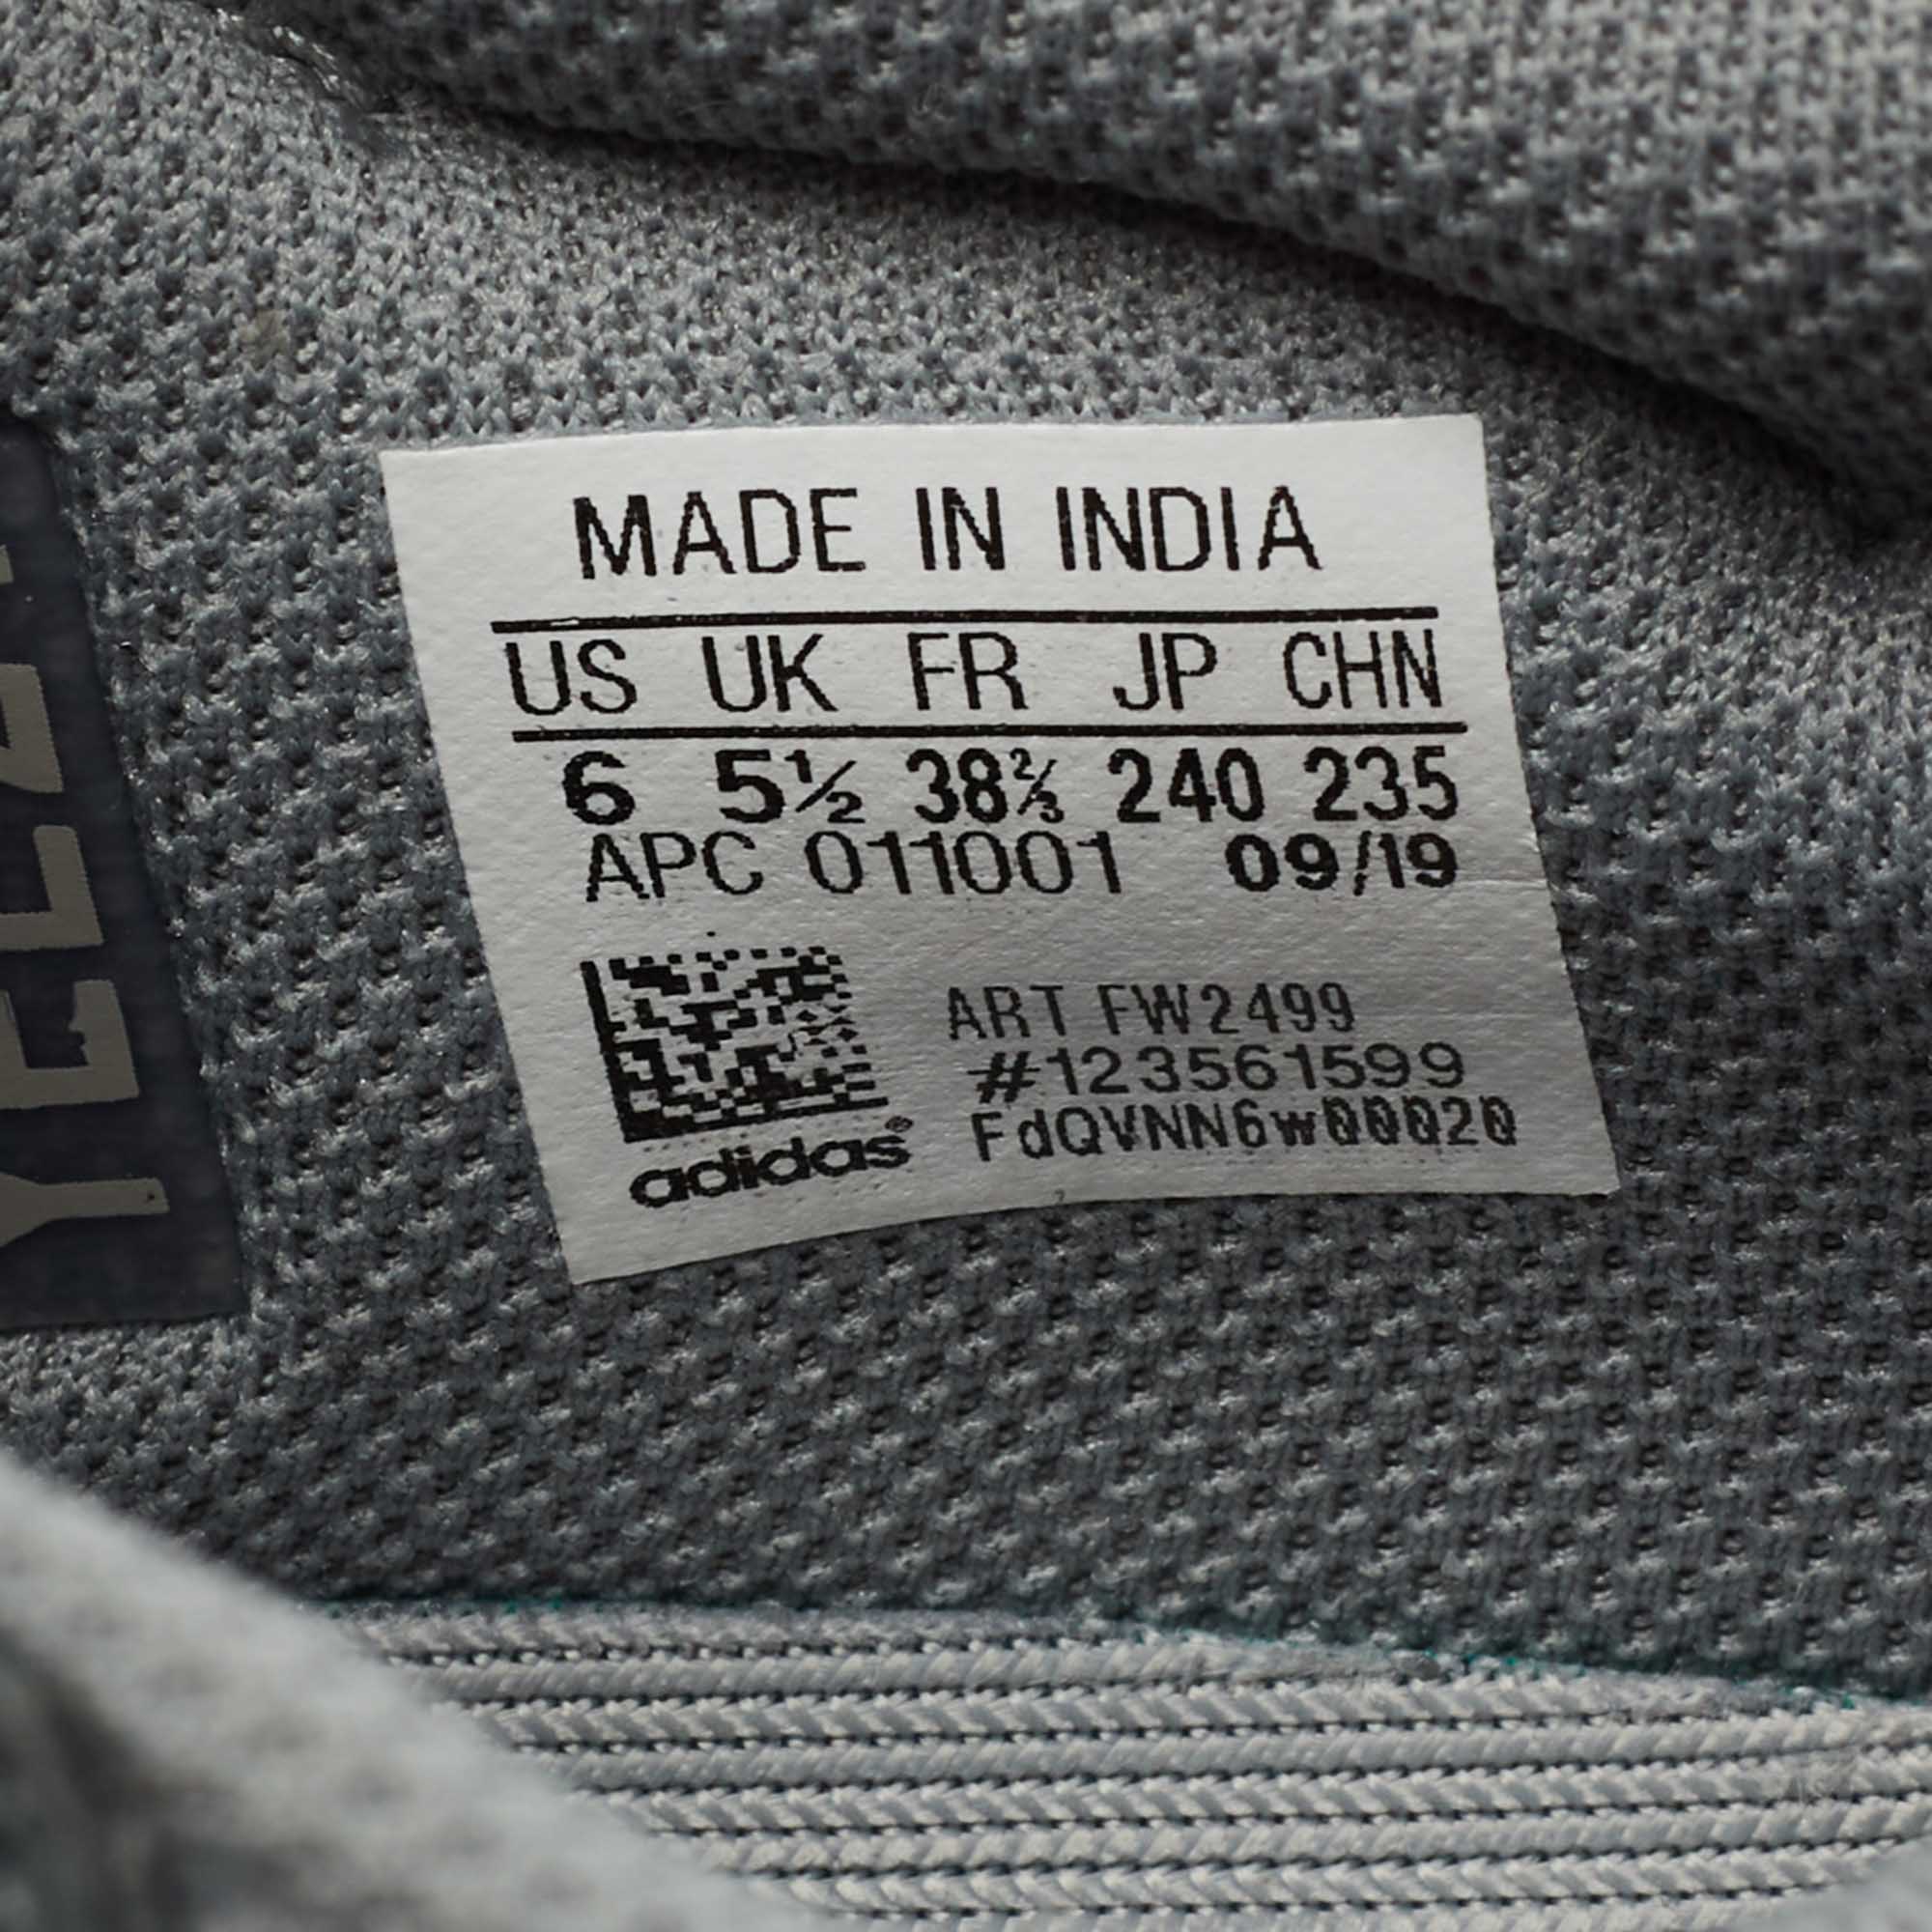 MADE IN INDIA
US UK FR JP CHN
6 5½ 38⅔ 240 235
APC 011001 09/19
ART FW2499
#123561599
FdQVNN6w00020
adidas®